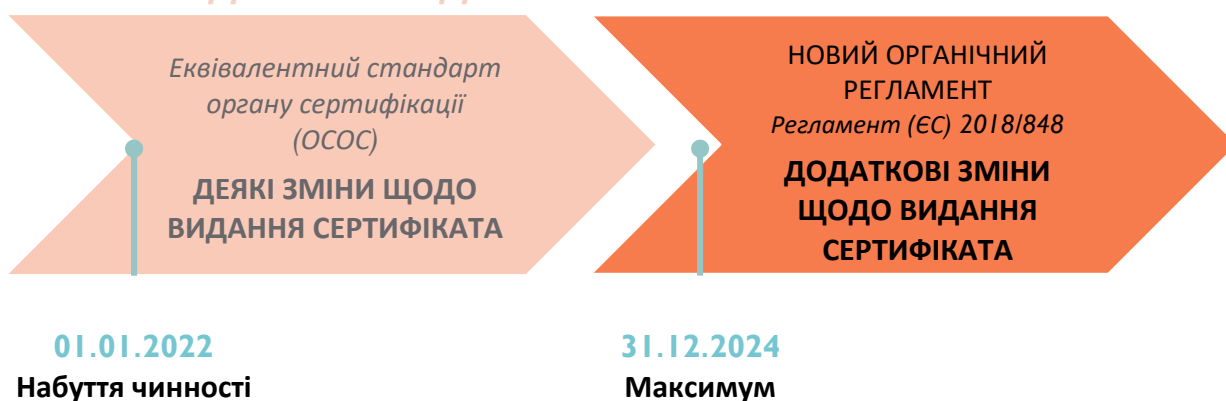 Еквівалентний стандарт
органу сертифікації
(ОСОС)
ДЕЯКІ ЗМІНИ ЩОДО
ВИДАННЯ СЕРТИФІКАТА
НОВИЙ ОРГАНІЧНИЙ
РЕГЛАМЕНТ
Регламент (ЄС) 2018/848
ДОДАТКОВІ ЗМІНИ
ЩОДО ВИДАННЯ
СЕРТИФІКАТА
01.01.2022
Набуття чинності
31.12.2024
Максимум